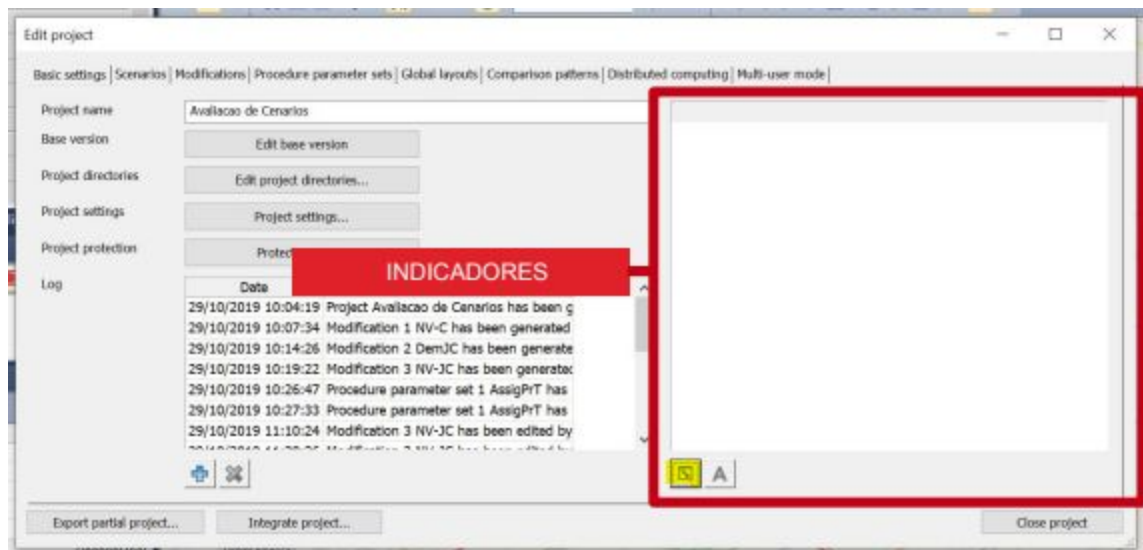 Edit project
Basic settings | Scenarios | Modifications | Procedure parameter sets | Global layouts | Comparison patterns | Distributed computing | Multi-user mode
Project name
Avaliacao de Cenarios
Base version
Edit base version
Project directories
Edit project directories...
Project settings
Project settings...
Project protection
Protec
INDICADORES
Log
Date
29/10/2019 10:04:19 Project Avaliacao de Cenarios has been g
29/10/2019 10:07:34 Modification 1 NV-C has been generated
29/10/2019 10:14:26 Modification 2 DemJC has been generate
29/10/2019 10:19:22 Modification 3 NV-JC has been generated
29/10/2019 10:26:47 Procedure parameter set 1 AssigPrT has
29/10/2019 10:27:33 Procedure parameter set 1 AssigPrT has
29/10/2019 11:10:24 Modification 3 NV-JC has been edited by
A
Export partial project...
Integrate project...
Close project